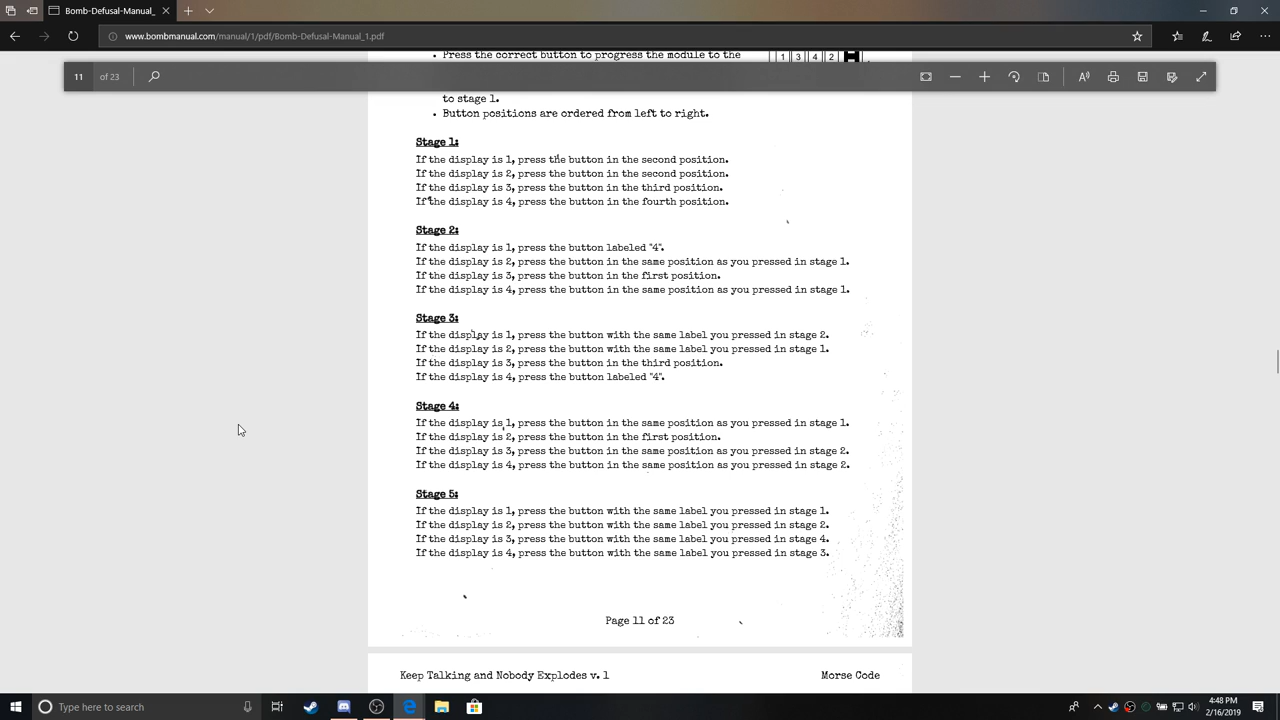 Bomb-Defusal-Manual_
www.bombmanual.com/manual/1/pdf/Bomb-Defusal-Manual_1.pdf
• Press the correct button to progress the module to the
1 3 4 2
11 of 23
to stage 1.
• Button positions are ordered from left to right.
Stage 1:
If the display is 1, press the button in the second position.
If the display is 2, press the button in the second position.
If the display is 3, press the button in the third position.
If the display is 4, press the button in the fourth position.
Stage 2:
If the display is 1, press the button labeled "4".
If the display is 2, press the button in the same position as you pressed in stage 1.
If the display is 3, press the button in the first position.
If the display is 4, press the button in the same position as you pressed in stage 1.
Stage 3:
If the display is 1, press the button with the same label you pressed in stage 2.
If the display is 2, press the button with the same label you pressed in stage 1.
If the display is 3, press the button in the third position.
If the display is 4, press the button labeled "4".
Stage 4:
If the display is 1, press the button in the same position as you pressed in stage 1.
If the display is 2, press the button in the first position.
If the display is 3, press the button in the same position as you pressed in stage 2.
If the display is 4, press the button in the same position as you pressed in stage 2.
Stage 5:
If the display is 1, press the button with the same label you pressed in stage 1.
If the display is 2, press the button with the same label you pressed in stage 2.
If the display is 3, press the button with the same label you pressed in stage 4.
If the display is 4, press the button with the same label you pressed in stage 3.
Page 11 of 23
Keep Talking and Nobody Explodes v. 1
Morse Code
Type here to search
4:48 PM
2/16/2019